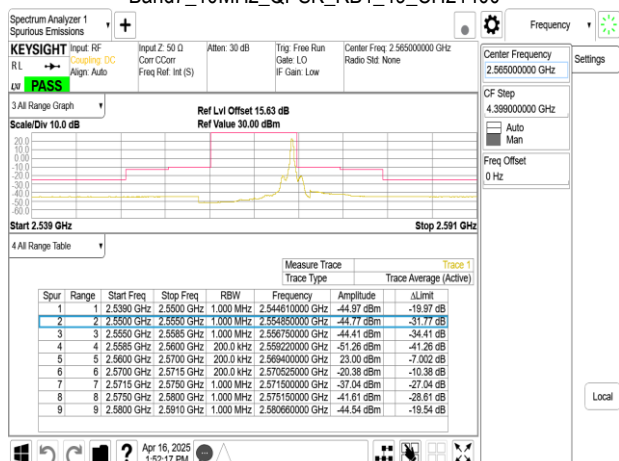 Spectrum Analyzer 1
Spurious Emissions
+
Frequency
Settings
KEYSIGHT
RL
LXI
PASS
Input: RF
Coupling: DC
Align: Auto
Input Z: 50 Ω
Corr CCorr
Freq Ref: Int (S)
Atten: 30 dB
Trig: Free Run
Gate: LO
IF Gain: Low
Center Freq: 2.565000000 GHz
Radio Std: None
Center Frequency
2.565000000 GHz
CF Step
4.399000000 GHz
Auto
Man
Freq Offset
0 Hz
3 All Range Graph
Scale/Div 10.0 dB
Ref Lvl Offset 15.63 dB
Ref Value 30.00 dBm
20.0
10.0
0.00
-10.0
-20.0
-30.0
-40.0
-50.0
-60.0
Start 2.539 GHz
Stop 2.591 GHz
4 All Range Table
Measure Trace Trace 1
Trace Type Trace Average (Active)
Spur Range Start Freq Stop Freq RBW Frequency Amplitude ΔLimit
1 1 2.5390 GHz 2.5500 GHz 1.000 MHz 2.544610000 GHz -44.97 dBm -19.97 dB
2 2 2.5500 GHz 2.5550 GHz 1.000 MHz 2.554850000 GHz -44.77 dBm -31.77 dB
3 3 2.5550 GHz 2.5585 GHz 1.000 MHz 2.556750000 GHz -44.41 dBm -34.41 dB
4 4 2.5585 GHz 2.5600 GHz 200.0 kHz 2.559220000 GHz -51.26 dBm -41.26 dB
5 5 2.5600 GHz 2.5700 GHz 200.0 kHz 2.569400000 GHz 23.00 dBm -7.002 dB
6 6 2.5700 GHz 2.5715 GHz 200.0 kHz 2.570525000 GHz -20.38 dBm -10.38 dB
7 7 2.5715 GHz 2.5750 GHz 1.000 MHz 2.571500000 GHz -37.04 dBm -27.04 dB
8 8 2.5750 GHz 2.5800 GHz 1.000 MHz 2.575150000 GHz -41.61 dBm -28.61 dB
9 9 2.5800 GHz 2.5910 GHz 1.000 MHz 2.580660000 GHz -44.54 dBm -19.54 dB
Local
?
Apr 16, 2025
1:52:17 PM